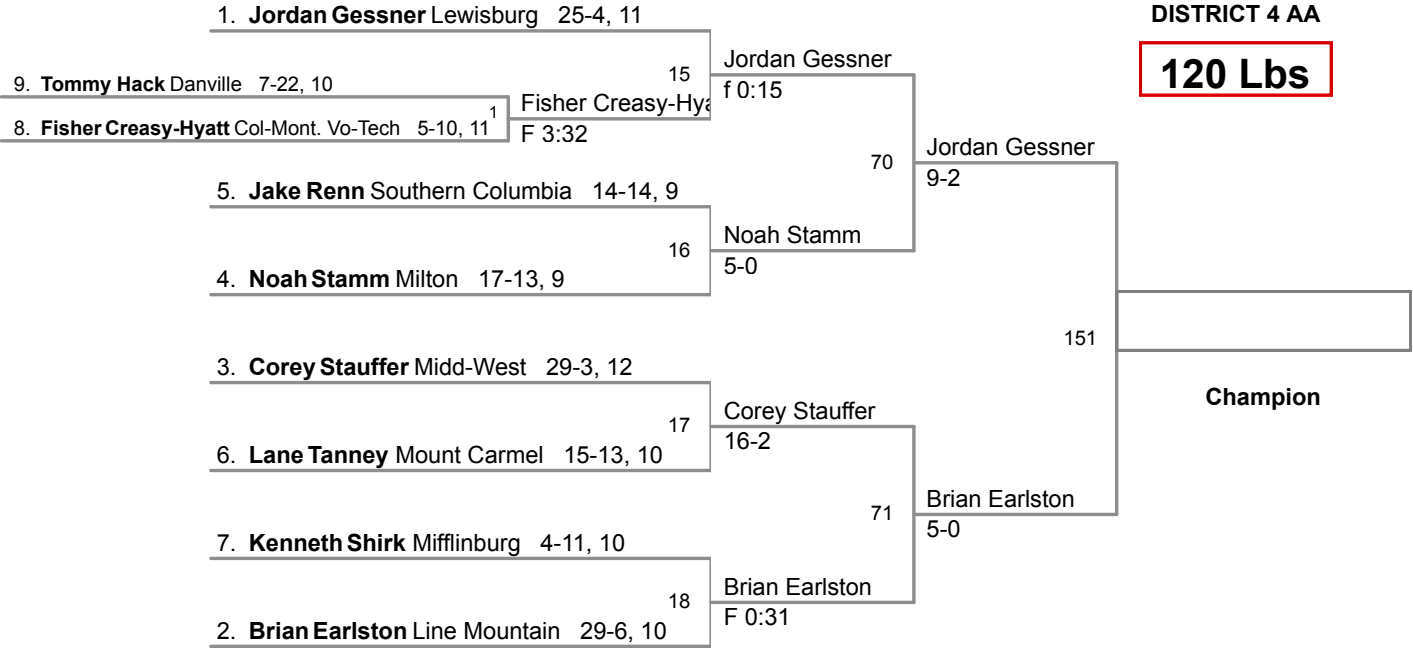 1. Jordan Gessner Lewisburg 25-4, 11
DISTRICT 4 AA
120 Lbs
15
Jordan Gessner
f 0:15
9. Tommy Hack Danville 7-22, 10
1
Fisher Creasy-Hya
F 3:32
8. Fisher Creasy-Hyatt Col-Mont. Vo-Tech 5-10, 11
70
Jordan Gessner
9-2
5. Jake Renn Southern Columbia 14-14, 9
16
Noah Stamm
5-0
4. Noah Stamm Milton 17-13, 9
151
Champion
3. Corey Stauffer Midd-West 29-3, 12
17
Corey Stauffer
16-2
6. Lane Tanney Mount Carmel 15-13, 10
71
Brian Earlston
5-0
7. Kenneth Shirk Mifflinburg 4-11, 10
18
Brian Earlston
F 0:31
2. Brian Earlston Line Mountain 29-6, 10